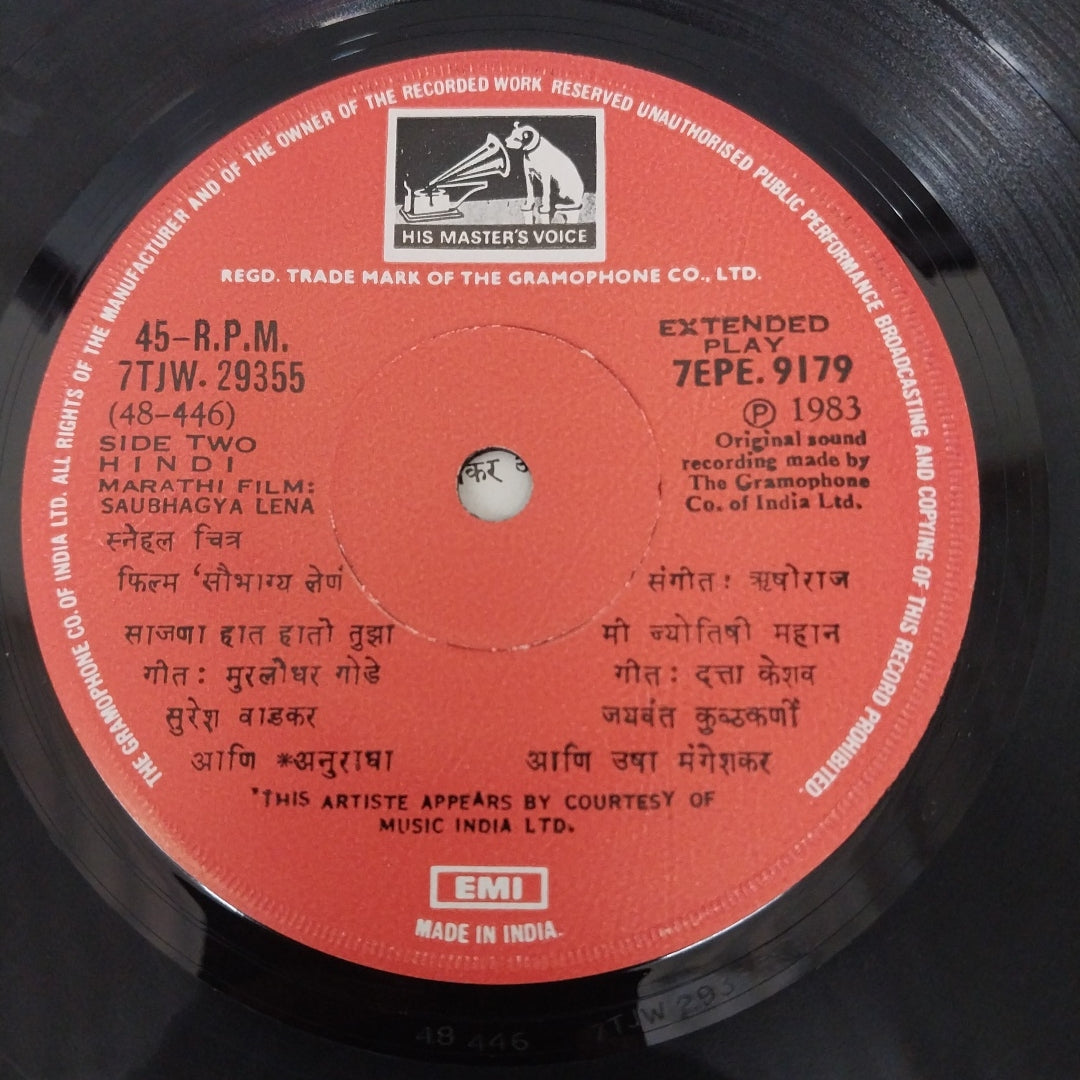 THE GRAMOPHONE CO. OF INDIA LTD. ALL RIGHTS OF THE MANUFACTURER AND OF THE OWNER OF THE RECORDED WORK RESERVED UNAUTHORISED PUBLIC PERFORMANCE BROADCASTING AND COPYING OF THIS RECORD PROHIBITED.
HIS MASTER'S VOICE
REGD. TRADE MARK OF THE GRAMOPHONE CO., LTD.
45-R.P.M.
7TJW. 29355
(48-446)
SIDE TWO
HINDI
MARATHI FILM:
SAUBHAGYA LENA
EXTENDED
PLAY
7EPE. 9179
Ⓟ 1983
Original sound
recording made by
The Gramophone
Co. of India Ltd.
कर
स्नेहल चित्र
फिल्म 'सौभाग्य लेणं
संगीत: ऋषीराज
साजणा हात हातो तुझा
गीत: मुरलीधर गोडे
सुरेश वाडकर
आणि *अनुराधा
मी ज्योतिषी महान
गीत: दत्ता केशव
जयवंत कुळकर्णी
आणि उषा मंगेशकर
*THIS ARTISTE APPEARS BY COURTESY OF
MUSIC INDIA LTD.
EMI
MADE IN INDIA.
48 446 7TJW 293